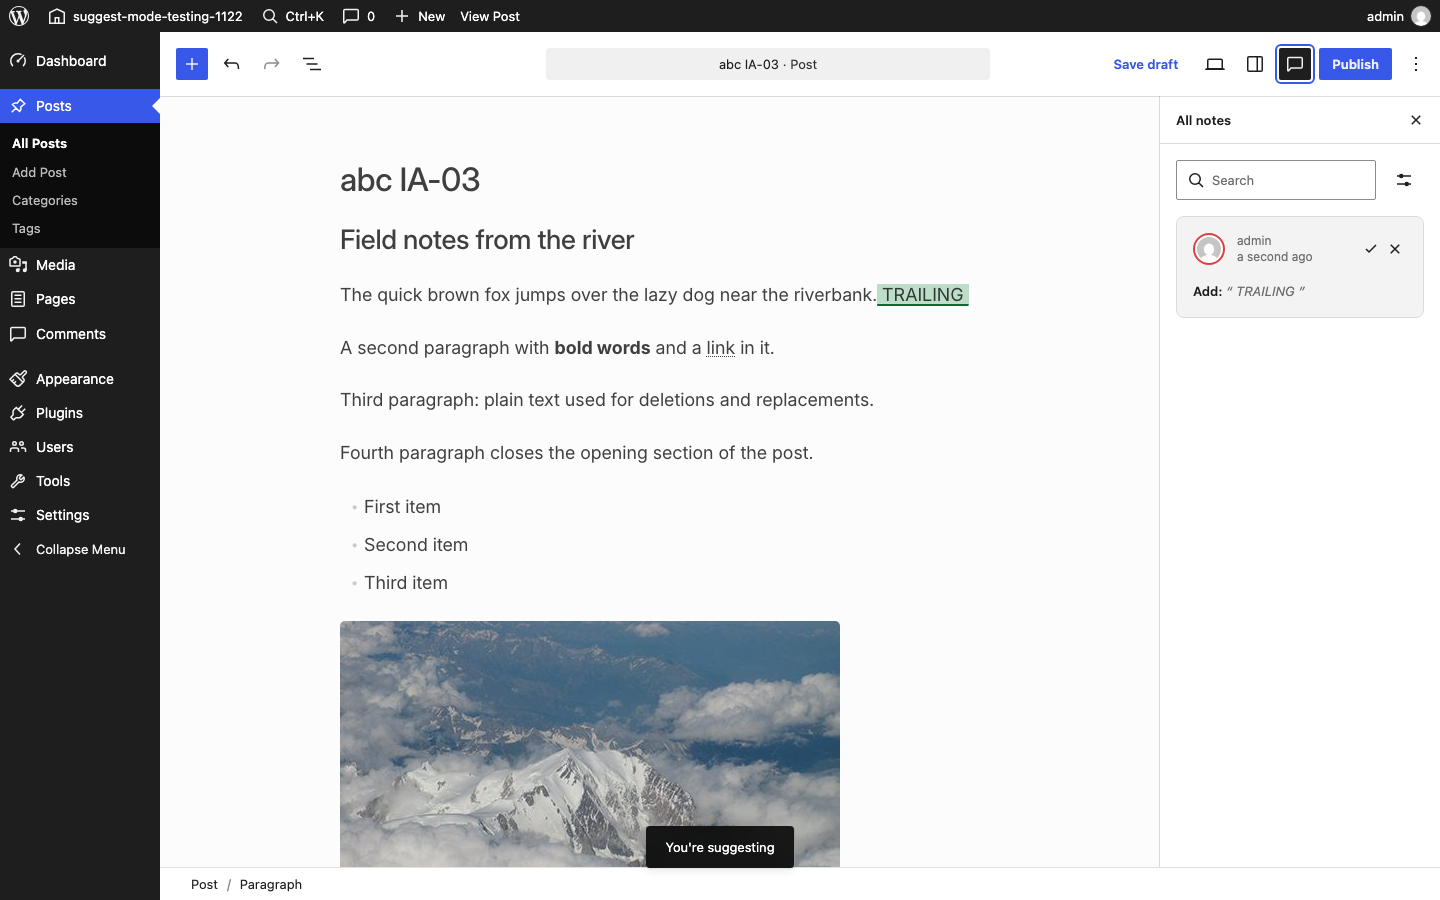 suggest-mode-testing-1122 Ctrl+K 0 New View Post admin
Dashboard
Posts
All Posts
Add Post
Categories
Tags
Media
Pages
Comments
Appearance
Plugins
Users
Tools
Settings
Collapse Menu
abc IA-03 · Post
Save draft
Publish
abc IA-03
Field notes from the river
The quick brown fox jumps over the lazy dog near the riverbank. TRAILING
A second paragraph with bold words and a link in it.
Third paragraph: plain text used for deletions and replacements.
Fourth paragraph closes the opening section of the post.
• First item
• Second item
• Third item
You're suggesting
All notes
Search
admin
a second ago
Add: “ TRAILING ”
Post / Paragraph